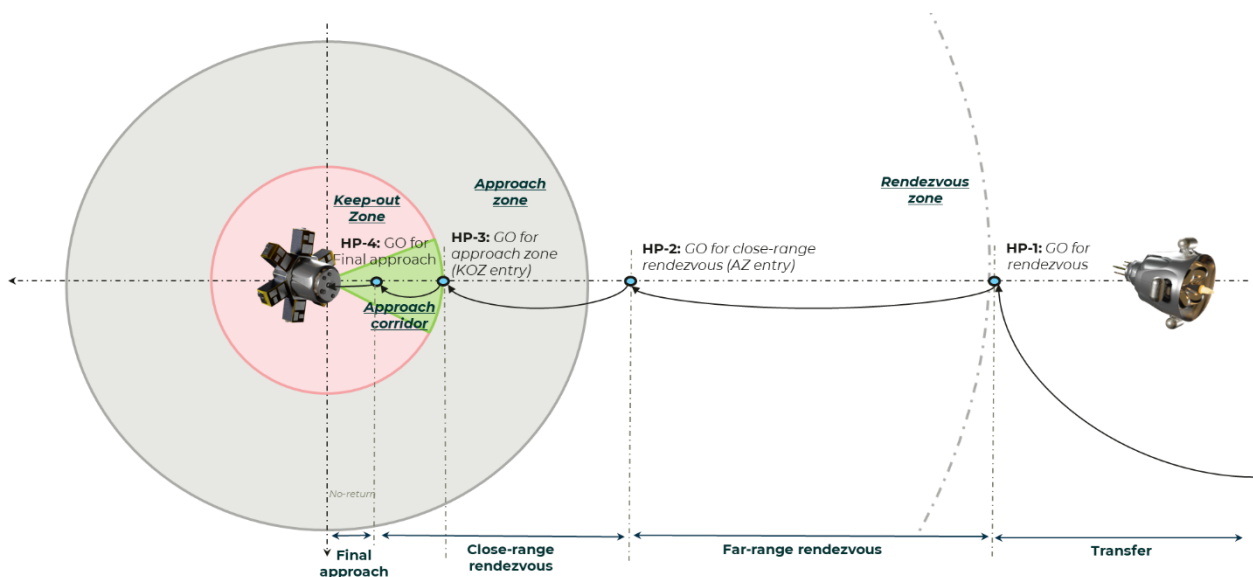 Keep-out
Zone
Approach
zone
Rendezvous
zone
HP-4: GO for
Final approach
HP-3: GO for
approach zone
(KOZ entry)
HP-2: GO for close-range
rendezvous (AZ entry)
HP-1: GO for
rendezvous
Approach
corridor
No-return
Final
approach
Close-range
rendezvous
Far-range rendezvous
Transfer